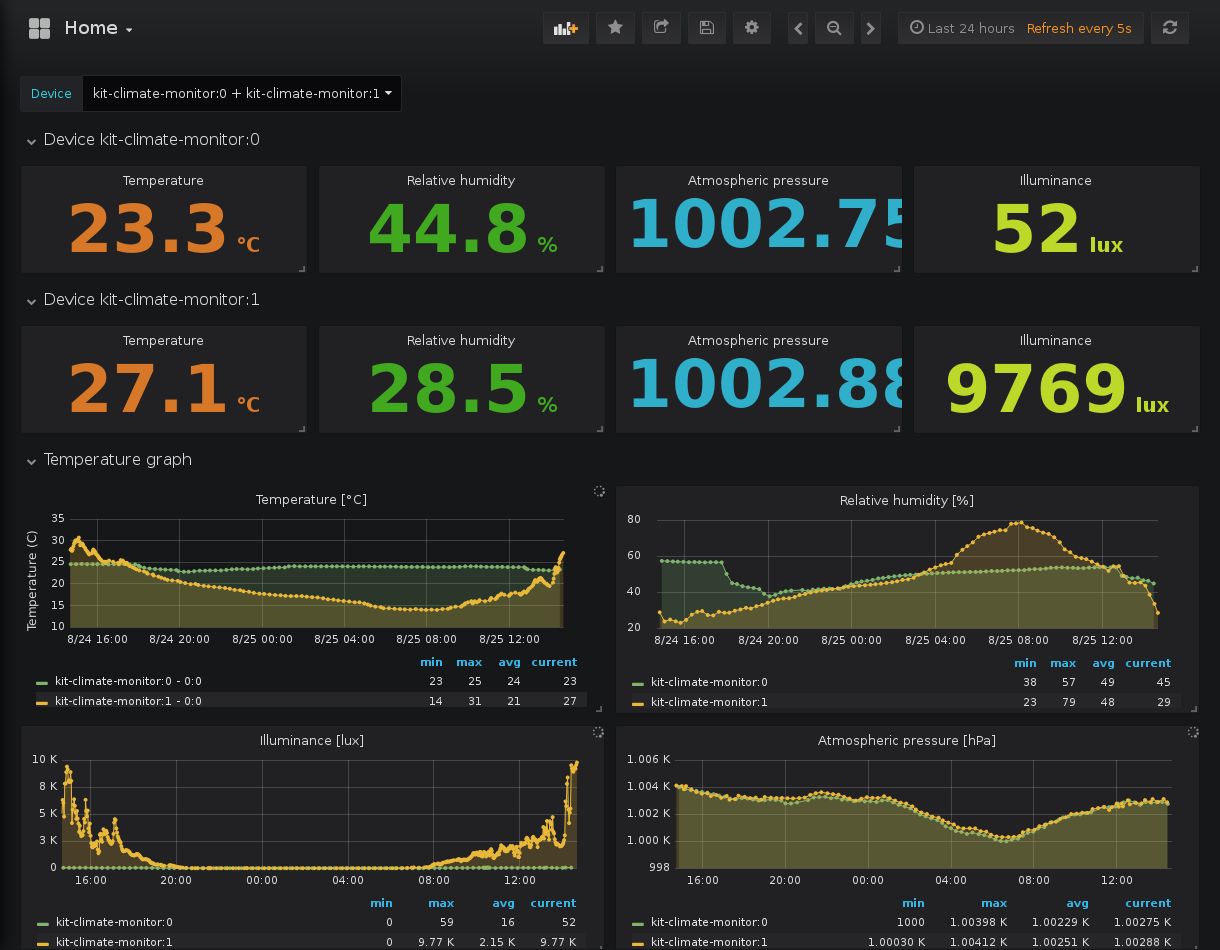 Home
Last 24 hours Refresh every 5s
Device kit-climate-monitor:0 + kit-climate-monitor:1
Device kit-climate-monitor:0
Temperature Relative humidity Atmospheric pressure Illuminance
23.3 °C 44.8 % 1002.75 52 lux
Device kit-climate-monitor:1
Temperature Relative humidity Atmospheric pressure Illuminance
27.1 °C 28.5 % 1002.88 9769 lux
Temperature graph
Temperature [°C]
Temperature (C)
35
30
25
20
15
10
8/24 16:00 8/24 20:00 8/25 00:00 8/25 04:00 8/25 08:00 8/25 12:00
min max avg current
kit-climate-monitor:0 - 0:0 23 25 24 23
kit-climate-monitor:1 - 0:0 14 31 21 27
Relative humidity [%]
80
60
40
20
8/24 16:00 8/24 20:00 8/25 00:00 8/25 04:00 8/25 08:00 8/25 12:00
min max avg current
kit-climate-monitor:0 38 57 49 45
kit-climate-monitor:1 23 79 48 29
Illuminance [lux]
10 K
8 K
5 K
3 K
0
16:00 20:00 00:00 04:00 08:00 12:00
min max avg current
kit-climate-monitor:0 0 59 16 52
kit-climate-monitor:1 0 9.77 K 2.15 K 9.77 K
Atmospheric pressure [hPa]
1.006 K
1.004 K
1.002 K
1.000 K
998
16:00 20:00 00:00 04:00 08:00 12:00
min max avg current
kit-climate-monitor:0 1000 1.00398 K 1.00229 K 1.00275 K
kit-climate-monitor:1 1.00030 K 1.00412 K 1.00251 K 1.00288 K